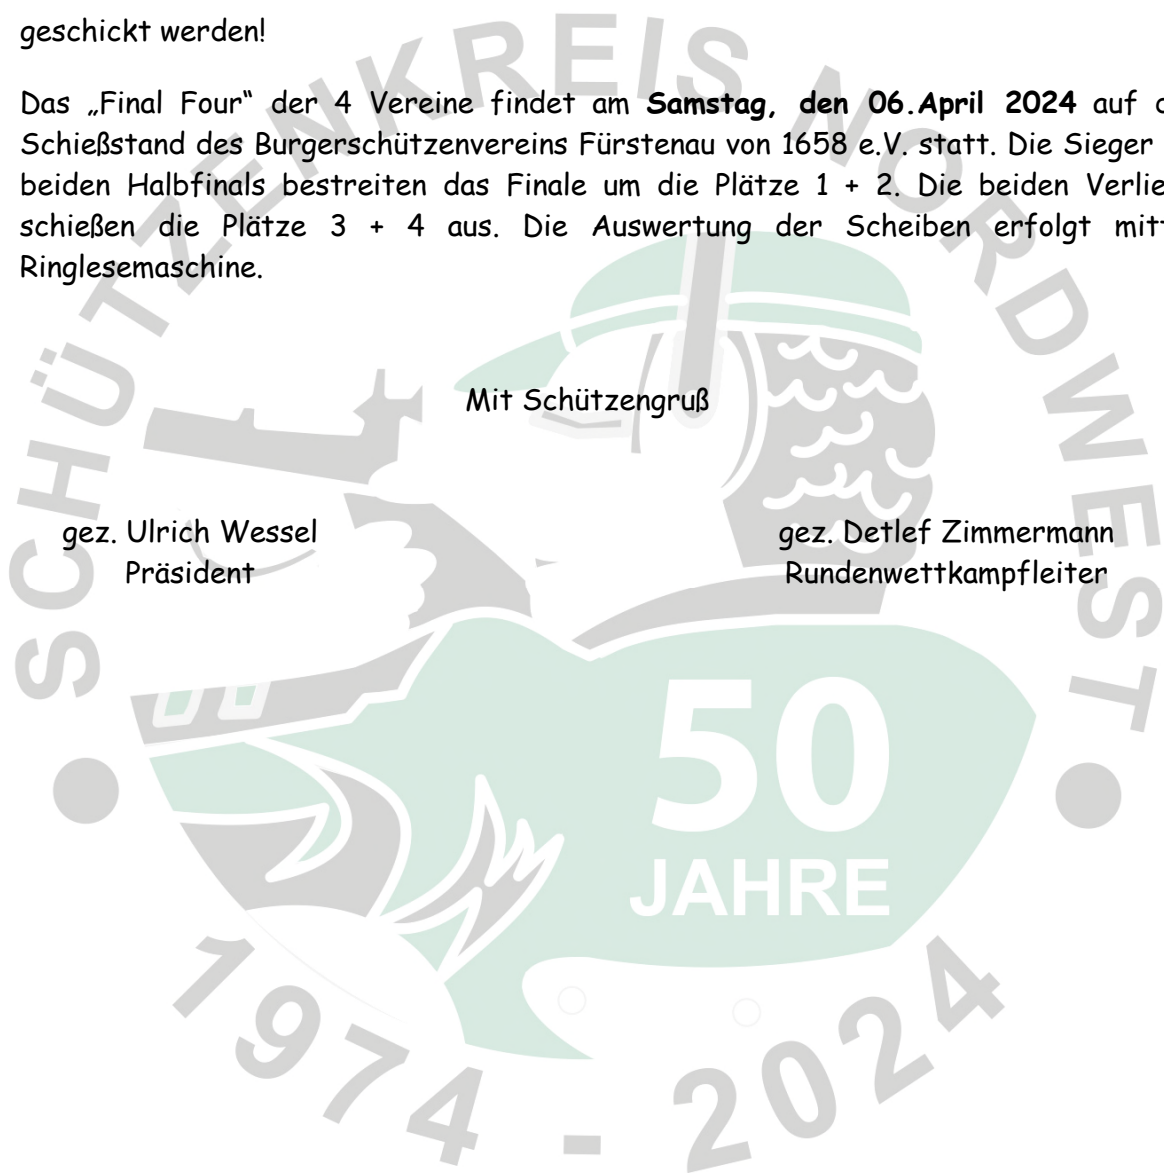 geschickt werden!
Das „Final Four“ der 4 Vereine findet am Samstag, den 06.April 2024 auf
Schießstand des Burgerschützenvereins Fürstenau von 1658 e.V. statt. Die Sieger
beiden Halbfinals bestreiten das Finale um die Plätze 1 + 2. Die beiden
schießen die Plätze 3 + 4 aus. Die Auswertung der Scheiben erfolgt
Ringlesemaschine.
Mit Schützengruß
gez. Ulrich Wessel
Präsident
gez. Detlef Zimmermann
Rundenwettkampfleiter
SCHÜTZENKREIS NORDWEST
50
JAHRE
1974 - 2024